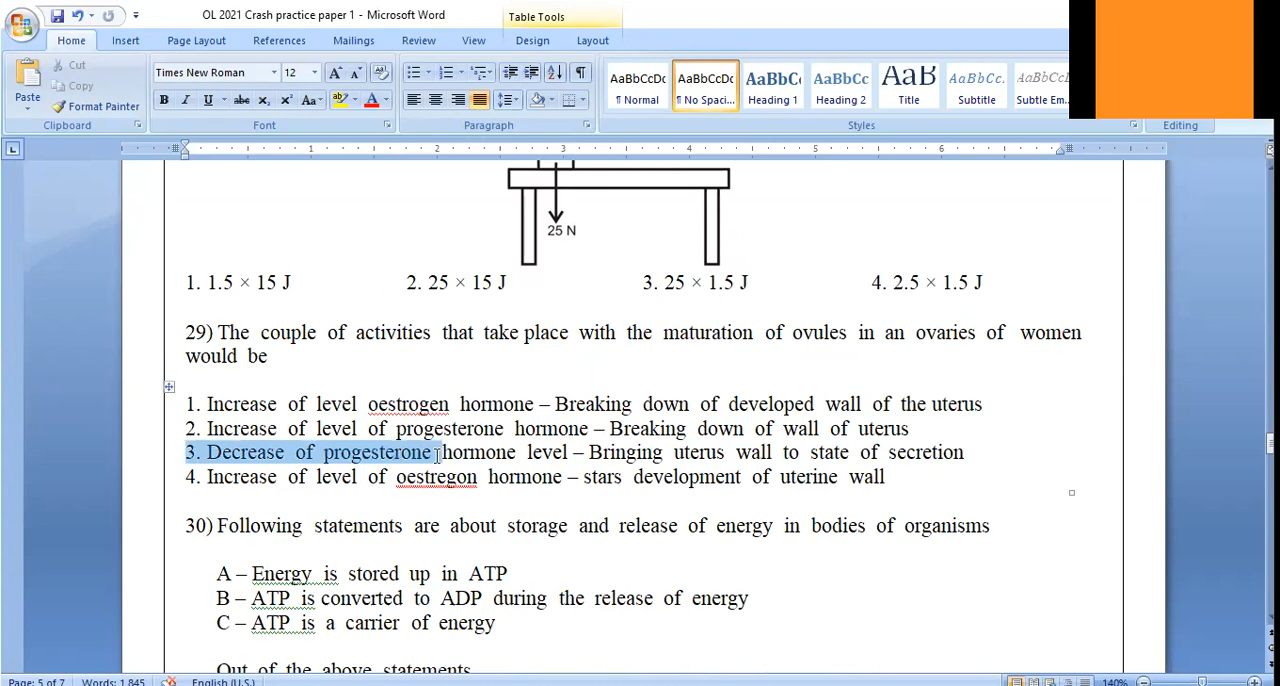 OL 2021 Crash practice paper 1 - Microsoft Word
Table Tools
Home Insert Page Layout References Mailings Review View Design Layout
Cut
Copy
Format Painter
Paste
Times New Roman 12
AaBbCcDc AaBbCcDc AaBbC AaBbCc AaB AaBbCc. AaBbCcD
¶ Normal ¶ No Spaci... Heading 1 Heading 2 Title Subtitle Subtle Em...
Clipboard Font Paragraph Styles Editing
1 2 3 4 5 6
25 N
1. 1.5 × 15 J 2. 25 × 15 J 3. 25 × 1.5 J 4. 2.5 × 1.5 J
29) The couple of activities that take place with the maturation of ovules in an ovaries of women
would be
1. Increase of level oestrogen hormone – Breaking down of developed wall of the uterus
2. Increase of level of progesterone hormone – Breaking down of wall of uterus
3. Decrease of progesterone hormone level – Bringing uterus wall to state of secretion
4. Increase of level of oestregon hormone – stars development of uterine wall
30) Following statements are about storage and release of energy in bodies of organisms
A – Energy is stored up in ATP
B – ATP is converted to ADP during the release of energy
C – ATP is a carrier of energy
Out of the above statements
Page: 5 of 7 Words: 1,845 English (U.S.) 140%